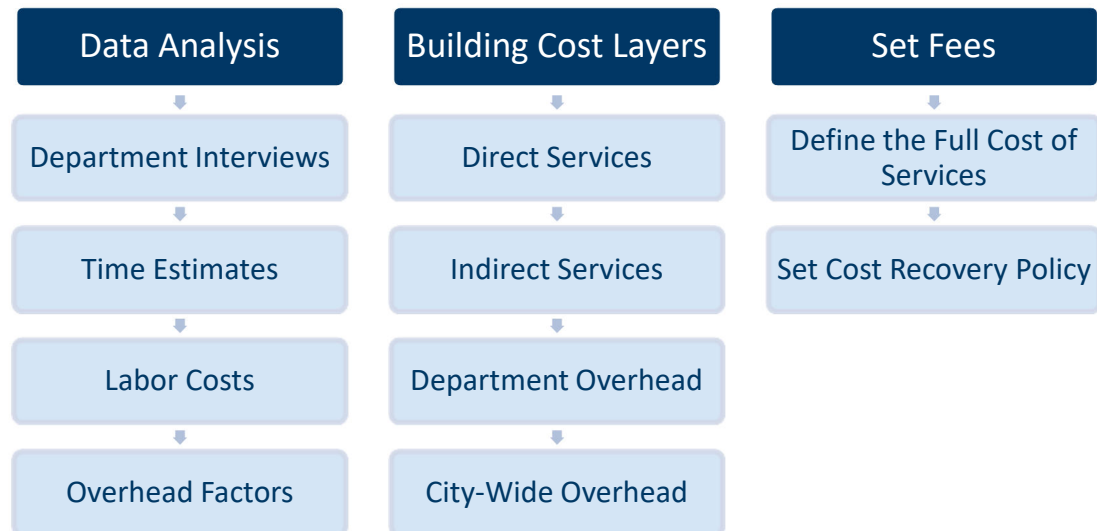 Data Analysis
Department Interviews
Time Estimates
Labor Costs
Overhead Factors
Building Cost Layers
Direct Services
Indirect Services
Department Overhead
City-Wide Overhead
Set Fees
Define the Full Cost of
Services
Set Cost Recovery Policy